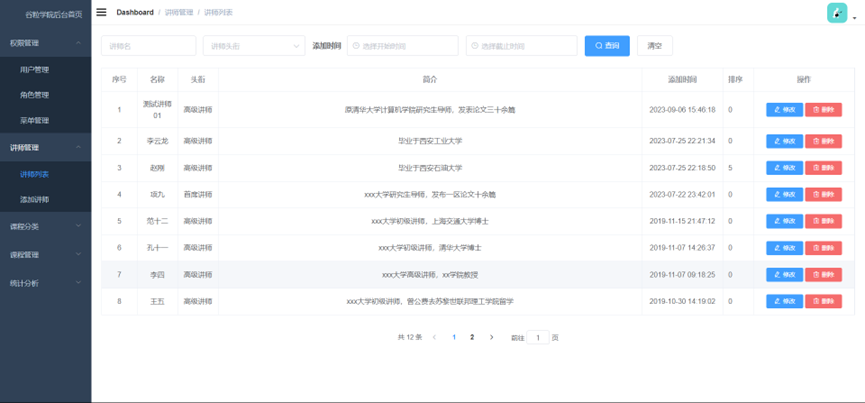 谷粒学院后台首页
Dashboard / 讲师管理 / 讲师列表
权限管理
用户管理
角色管理
菜单管理
讲师管理
讲师列表
添加讲师
课程分类
课程管理
统计分析
讲师名 讲师头衔 添加时间 选择开始时间 选择截止时间 查询 清空
序号 名称 头衔 简介 添加时间 排序 操作
1 测试讲师01 高级讲师 原清华大学计算机学院研究生导师，发表论文三十余篇 2023-09-06 15:46:18 0 修改 删除
2 李云龙 高级讲师 毕业于西安工业大学 2023-07-25 22:21:34 0 修改 删除
3 赵刚 高级讲师 毕业于西安石油大学 2023-07-25 22:18:50 5 修改 删除
4 项九 首席讲师 xxx大学研究生导师，发布一区论文十余篇 2023-07-22 23:42:01 0 修改 删除
5 范十二 高级讲师 xxx大学初级讲师，上海交通大学博士 2019-11-15 21:47:12 0 修改 删除
6 孔十一 高级讲师 xxx大学初级讲师，清华大学博士 2019-11-07 14:26:37 0 修改 删除
7 李四 高级讲师 xxx大学高级讲师，xx学院教授 2019-11-07 09:18:25 0 修改 删除
8 王五 高级讲师 xxx大学初级讲师，曾公费去苏黎世联邦理工学院留学 2019-10-30 14:19:02 0 修改 删除
共 12 条 1 2 前往 1 页